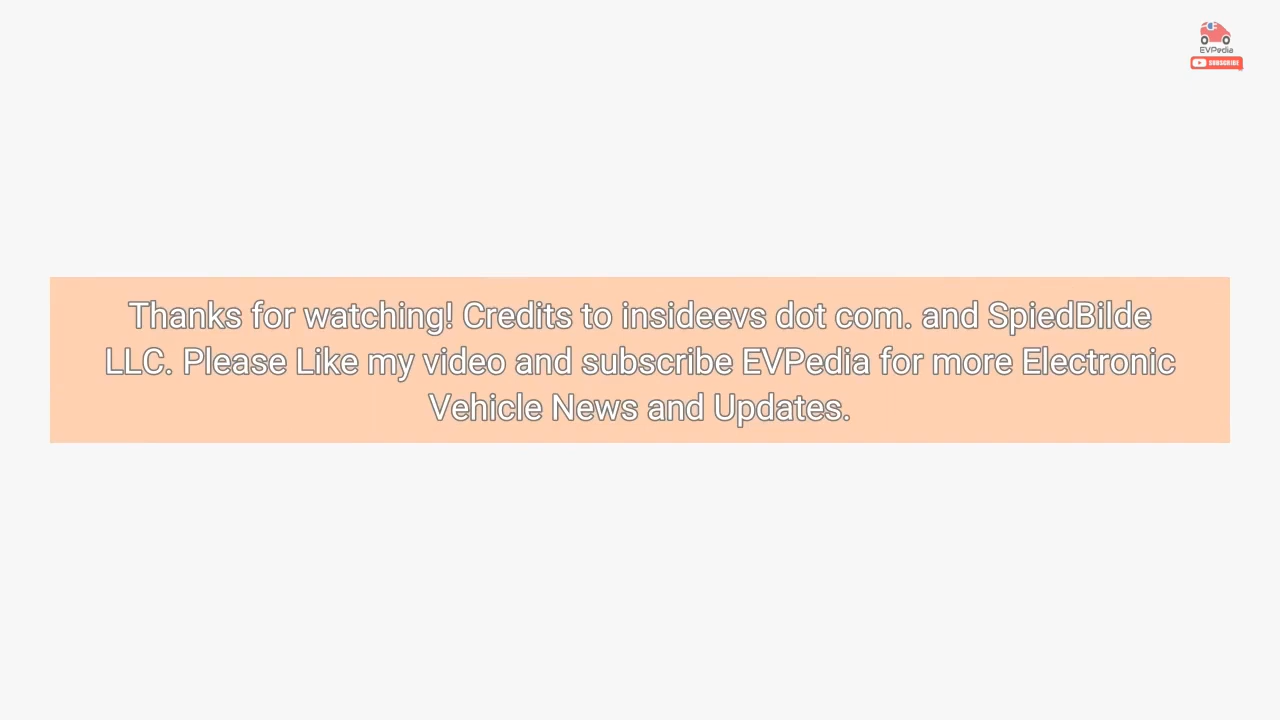 EVPedia
SUBSCRIBE
Thanks for watching! Credits to insideevs dot com. and SpiedBilde
LLC. Please Like my video and subscribe EVPedia for more Electronic
Vehicle News and Updates.